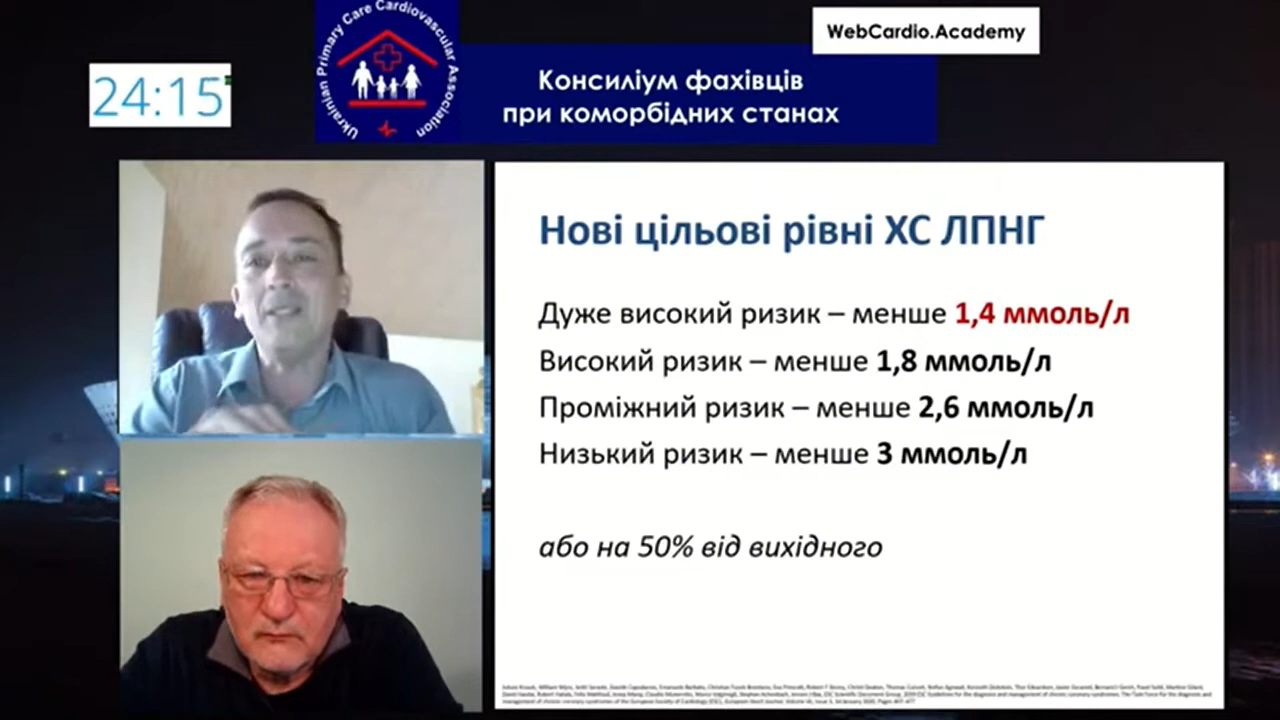 WebCardio.Academy
Ukrainian Primary Care Cardiovascular Association
24:15
Консиліум фахівців
при коморбідних станах
Нові цільові рівні ХС ЛПНГ
Дуже високий ризик – менше 1,4 ммоль/л
Високий ризик – менше 1,8 ммоль/л
Проміжний ризик – менше 2,6 ммоль/л
Низький ризик – менше 3 ммоль/л
або на 50% від вихідного